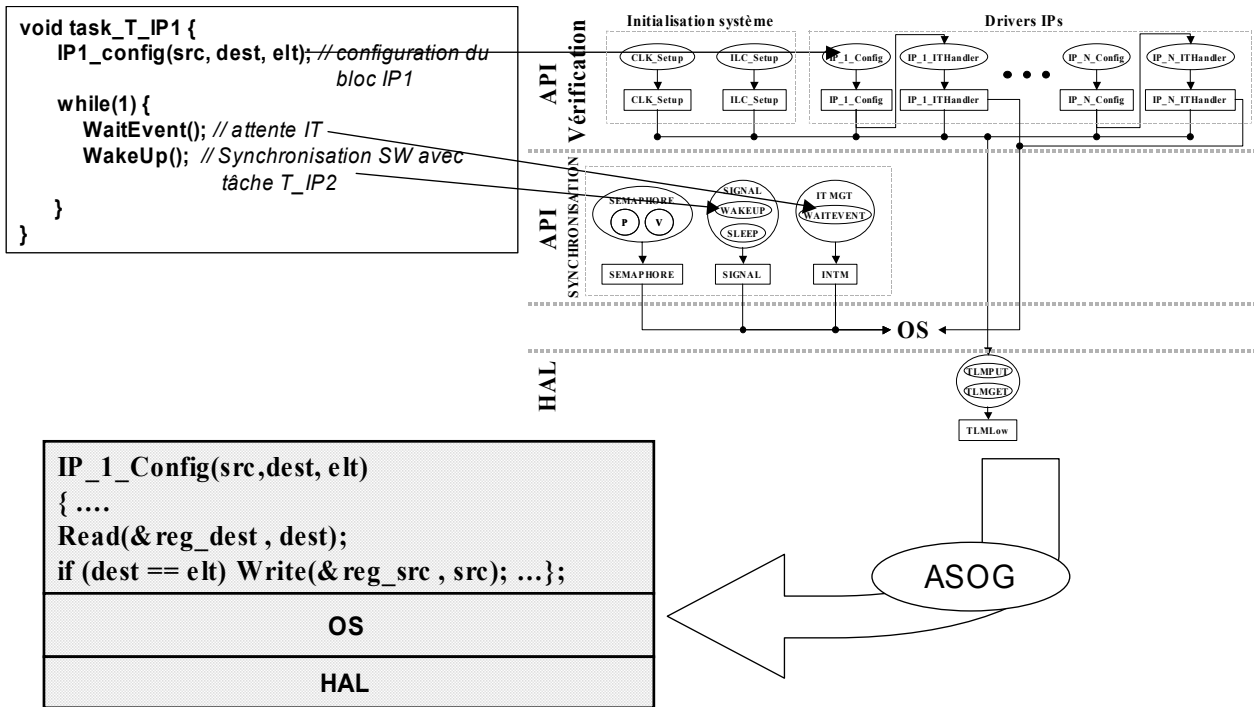 void task_T_IP1 {
IP1_config(src, dest, elt); // configuration du
bloc IP1
while(1) {
WaitEvent(); // attente IT
WakeUp(); // Synchronisation SW avec
tâche T_IP2
}
}
Initialisation système
Drivers IPs
API
Vérification
CLK_Setup
ILC_Setup
IP_1_Config
IP_1_ITHandler
IP_N_Config
IP_N_ITHandler
CLK_Setup
ILC_Setup
IP_1_Config
IP_1_ITHandler
IP_N_Config
IP_N_ITHandler
API
SYNCHRONISATION
SEMAPHORE
P
V
SIGNAL
WAKEUP
SLEEP
IT MGT
WAITEVENT
SEMAPHORE
SIGNAL
INTM
OS
HAL
TLMPUT
TLMGET
TLMLow
IP_1_Config(src,dest, elt)
{ ....
Read(&reg_dest , dest);
if (dest == elt) Write(&reg_src , src); ...};
OS
HAL
ASOG